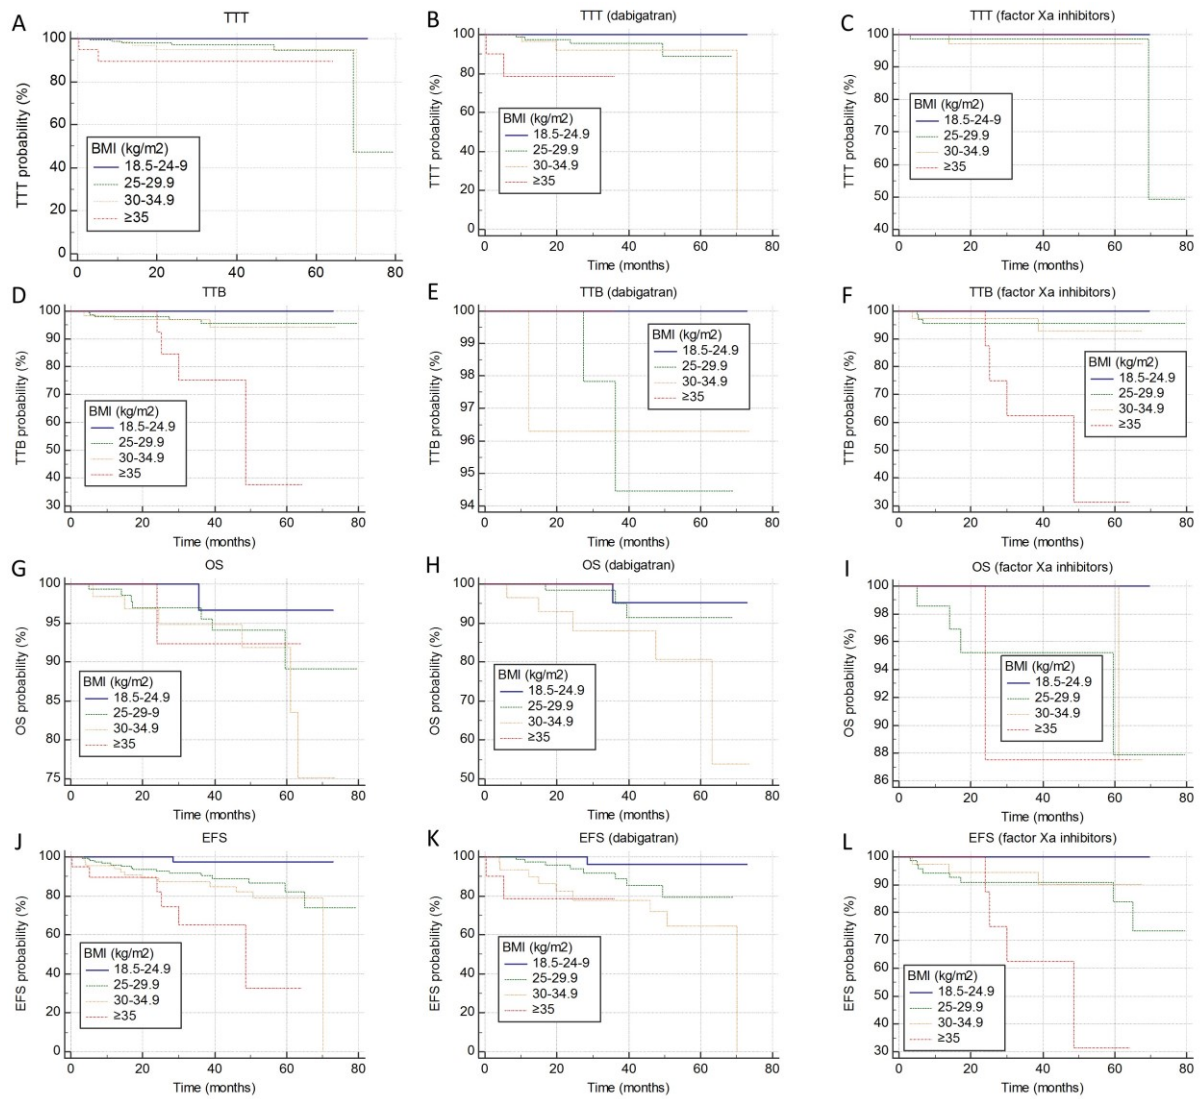 A
TTT
TTT probability (%)
100
80
60
40
20
0
BMI (kg/m2)
18.5-24-9
25-29.9
30-34.9
≥35
0 20 40 60 80
Time (months)
B
TTT (dabigatran)
TTT probability (%)
100
80
60
40
20
0
BMI (kg/m2)
18.5-24.9
25-29.9
30-34.9
≥35
0 20 40 60 80
Time (months)
C
TTT (factor Xa inhibitors)
TTT probability (%)
100
90
80
70
60
50
40
BMI (kg/m2)
18.5-24.9
25-29.9
30-34.9
≥35
0 20 40 60 80
Time (months)
D
TTB
TTB probability (%)
100
90
80
70
60
50
40
30
BMI (kg/m2)
18.5-24.9
25-29.9
30-34.9
≥35
0 20 40 60 80
Time (months)
E
TTB (dabigatran)
TTB probability (%)
100
99
98
97
96
95
94
BMI (kg/m2)
18.5-24.9
25-29.9
30-34.9
≥35
0 20 40 60 80
Time (months)
F
TTB (factor Xa inhibitors)
TTB probability (%)
100
90
80
70
60
50
40
30
BMI (kg/m2)
18.5-24.9
25-29.9
30-34.9
≥35
0 20 40 60 80
Time (months)
G
OS
OS probability (%)
100
95
90
85
80
75
BMI (kg/m2)
18.5-24.9
25-29-9
30-34.9
≥35
0 20 40 60 80
Time (months)
H
OS (dabigatran)
OS probability (%)
100
90
80
70
60
50
BMI (kg/m2)
18.5-24.9
25-29.9
30-34.9
≥35
0 20 40 60 80
Time (months)
I
OS (factor Xa inhibitors)
OS probability (%)
100
98
96
94
92
90
88
86
BMI (kg/m2)
18.5-24.9
25-29.9
30-34.9
≥35
0 20 40 60 80
Time (months)
J
EFS
EFS probability (%)
100
80
60
40
20
0
BMI (kg/m2)
18.5-24.9
25-29.9
30-34.9
≥35
0 20 40 60 80
Time (months)
K
EFS (dabigatran)
EFS probability (%)
100
80
60
40
20
0
BMI (kg/m2)
18.5-24-9
25-29.9
30-34.9
≥35
0 20 40 60 80
Time (months)
L
EFS (factor Xa inhibitors)
EFS probability (%)
100
90
80
70
60
50
40
30
BMI (kg/m2)
18.5-24.9
25-29.9
30-34.9
≥35
0 20 40 60 80
Time (months)